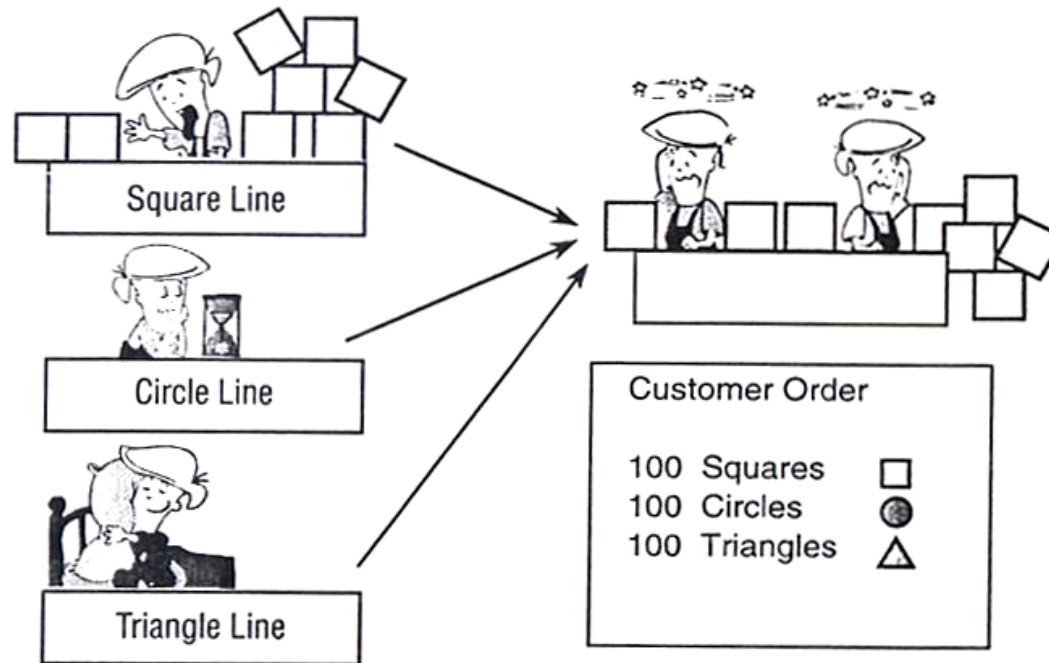 Square Line
Circle Line
Triangle Line
Customer Order
100 Squares
100 Circles
100 Triangles